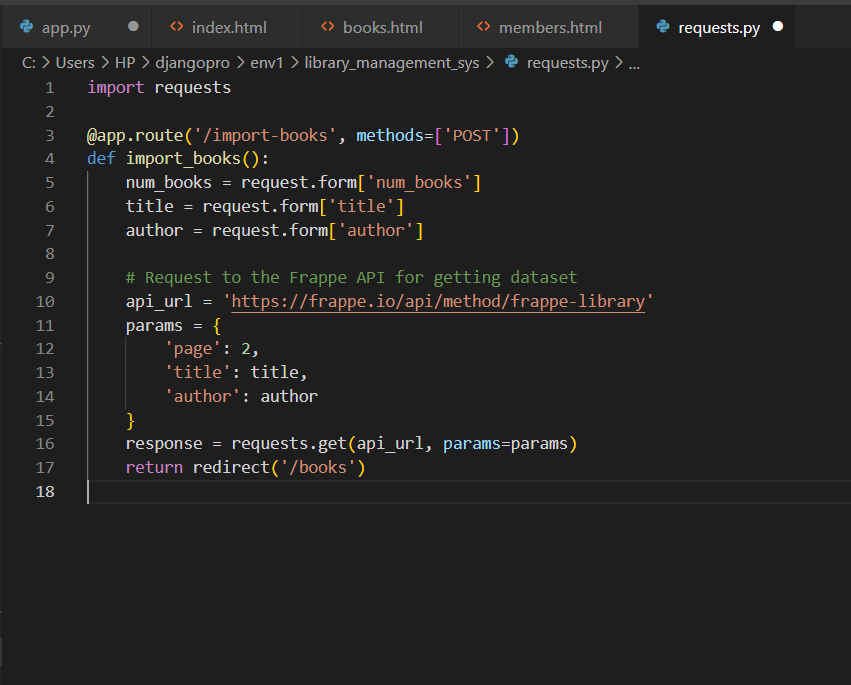 app.py index.html books.html members.html requests.py
C: > Users > HP > djangopro > env1 > library_management_sys > requests.py > ...
1 import requests
2
3 @app.route('/import-books', methods=['POST'])
4 def import_books():
5     num_books = request.form['num_books']
6     title = request.form['title']
7     author = request.form['author']
8
9     # Request to the Frappe API for getting dataset
10     api_url = 'https://frappe.io/api/method/frappe-library'
11     params = {
12         'page': 2,
13         'title': title,
14         'author': author
15     }
16     response = requests.get(api_url, params=params)
17     return redirect('/books')
18